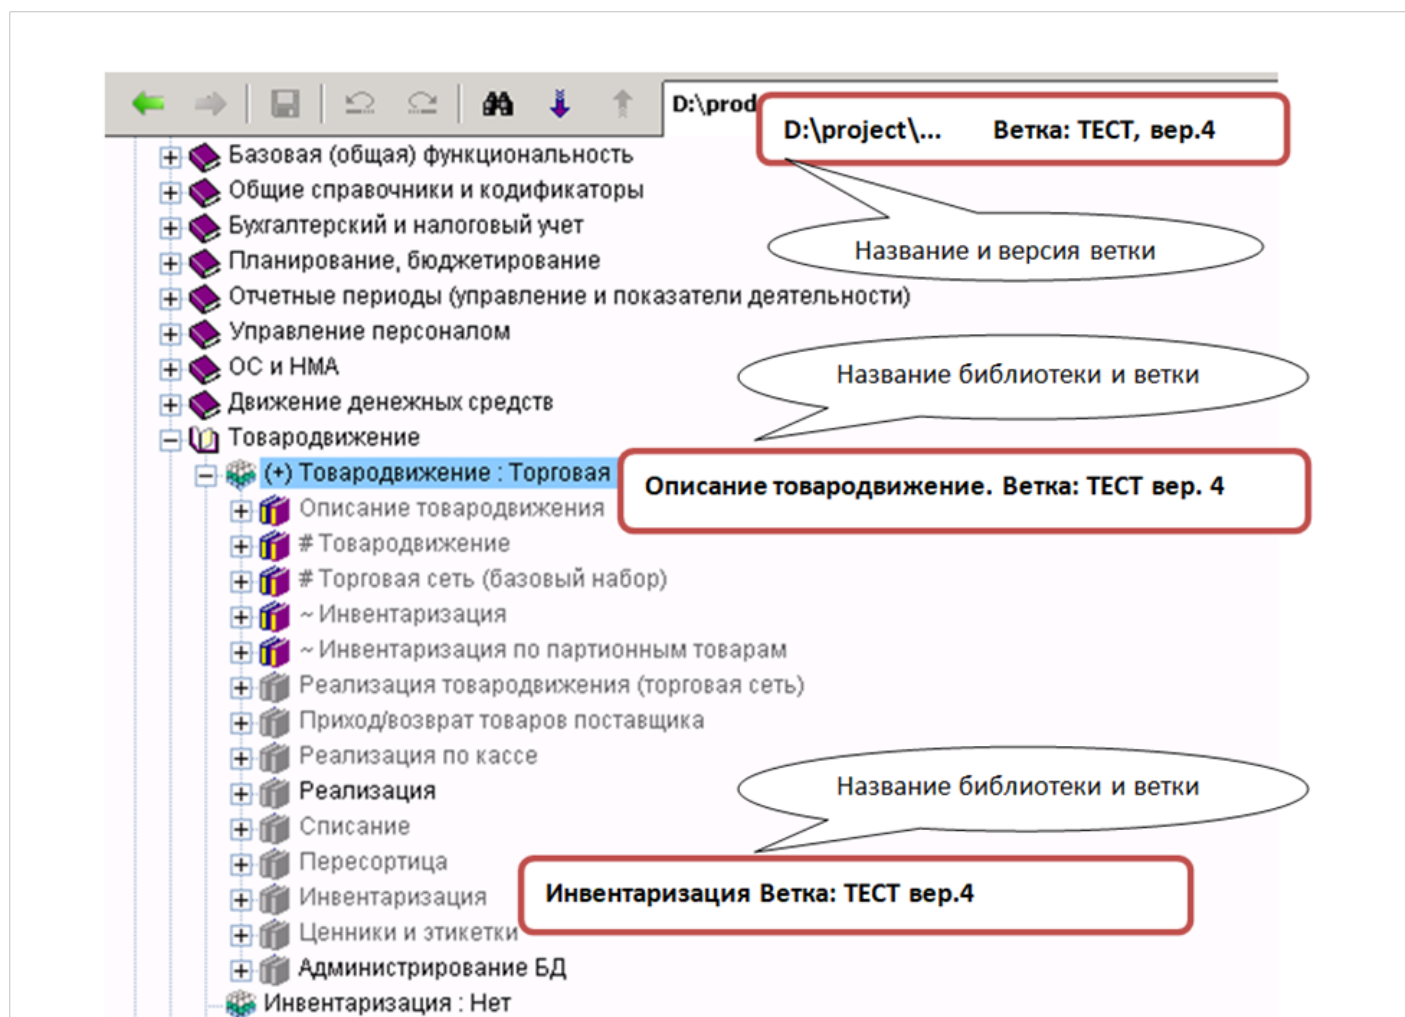 D:\prod
D:\project\... Ветка: ТЕСТ, вер.4
Базовая (общая) функциональность
Общие справочники и кодификаторы
Бухгалтерский и налоговый учет
Название и версия ветки
Планирование, бюджетирование
Отчетные периоды (управление и показатели деятельности)
Управление персоналом
ОС и НМА
Название библиотеки и ветки
Движение денежных средств
Товародвижение
(+) Товародвижение : Торговая
Описание товародвижение. Ветка: ТЕСТ вер. 4
Описание товародвижения
# Товародвижение
# Торговая сеть (базовый набор)
~ Инвентаризация
~ Инвентаризация по партионным товарам
Реализация товародвижения (торговая сеть)
Приход/возврат товаров поставщика
Реализация по кассе
Название библиотеки и ветки
Реализация
Списание
Пересортица
Инвентаризация
Инвентаризация Ветка: ТЕСТ вер.4
Ценники и этикетки
Администрирование БД
Инвентаризация : Нет